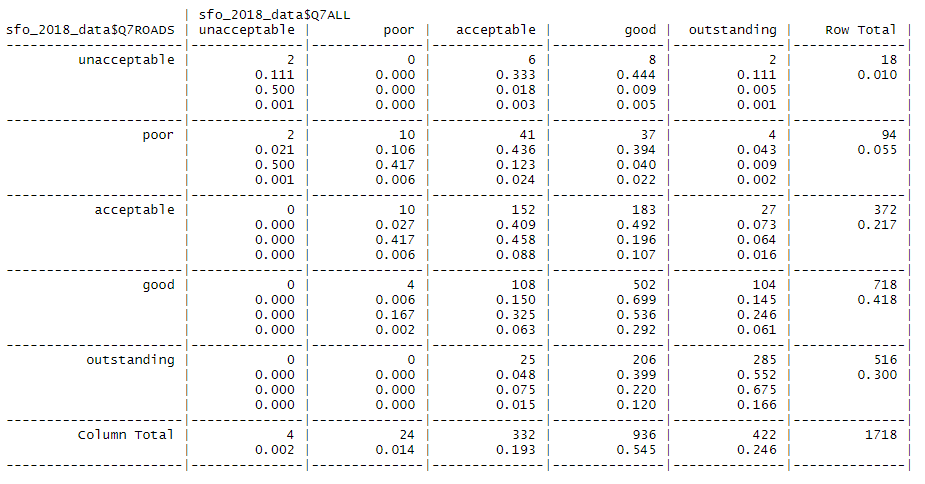 | sfo_2018_data$Q7ALL
sfo_2018_data$Q7ROADS | unacceptable | poor | acceptable | good | outstanding | Row Total |
----------------------|--------------|--------------|--------------|--------------|--------------|--------------|
unacceptable | 2 | 0 | 6 | 8 | 2 | 18 |
| 0.111 | 0.000 | 0.333 | 0.444 | 0.111 | 0.010 |
| 0.500 | 0.000 | 0.018 | 0.009 | 0.005 | |
| 0.001 | 0.000 | 0.003 | 0.005 | 0.001 | |
----------------------|--------------|--------------|--------------|--------------|--------------|--------------|
poor | 2 | 10 | 41 | 37 | 4 | 94 |
| 0.021 | 0.106 | 0.436 | 0.394 | 0.043 | 0.055 |
| 0.500 | 0.417 | 0.123 | 0.040 | 0.009 | |
| 0.001 | 0.006 | 0.024 | 0.022 | 0.002 | |
----------------------|--------------|--------------|--------------|--------------|--------------|--------------|
acceptable | 0 | 10 | 152 | 183 | 27 | 372 |
| 0.000 | 0.027 | 0.409 | 0.492 | 0.073 | 0.217 |
| 0.000 | 0.417 | 0.458 | 0.196 | 0.064 | |
| 0.000 | 0.006 | 0.088 | 0.107 | 0.016 | |
----------------------|--------------|--------------|--------------|--------------|--------------|--------------|
good | 0 | 4 | 108 | 502 | 104 | 718 |
| 0.000 | 0.006 | 0.150 | 0.699 | 0.145 | 0.418 |
| 0.000 | 0.167 | 0.325 | 0.536 | 0.246 | |
| 0.000 | 0.002 | 0.063 | 0.292 | 0.061 | |
----------------------|--------------|--------------|--------------|--------------|--------------|--------------|
outstanding | 0 | 0 | 25 | 206 | 285 | 516 |
| 0.000 | 0.000 | 0.048 | 0.399 | 0.552 | 0.300 |
| 0.000 | 0.000 | 0.075 | 0.220 | 0.675 | |
| 0.000 | 0.000 | 0.015 | 0.120 | 0.166 | |
----------------------|--------------|--------------|--------------|--------------|--------------|--------------|
Column Total | 4 | 24 | 332 | 936 | 422 | 1718 |
| 0.002 | 0.014 | 0.193 | 0.545 | 0.246 | |
----------------------|--------------|--------------|--------------|--------------|--------------|--------------|